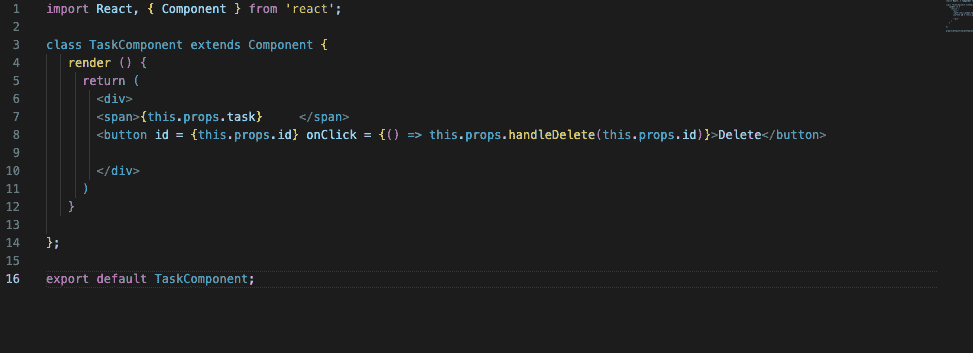 1 import React, { Component } from 'react';
2
3 class TaskComponent extends Component {
4 render () {
5 return (
6 <div>
7 <span>{this.props.task} </span>
8 <button id = {this.props.id} onClick = {() => this.props.handleDelete(this.props.id)}>Delete</button>
9
10 </div>
11 )
12 }
13
14 };
15
16 export default TaskComponent;